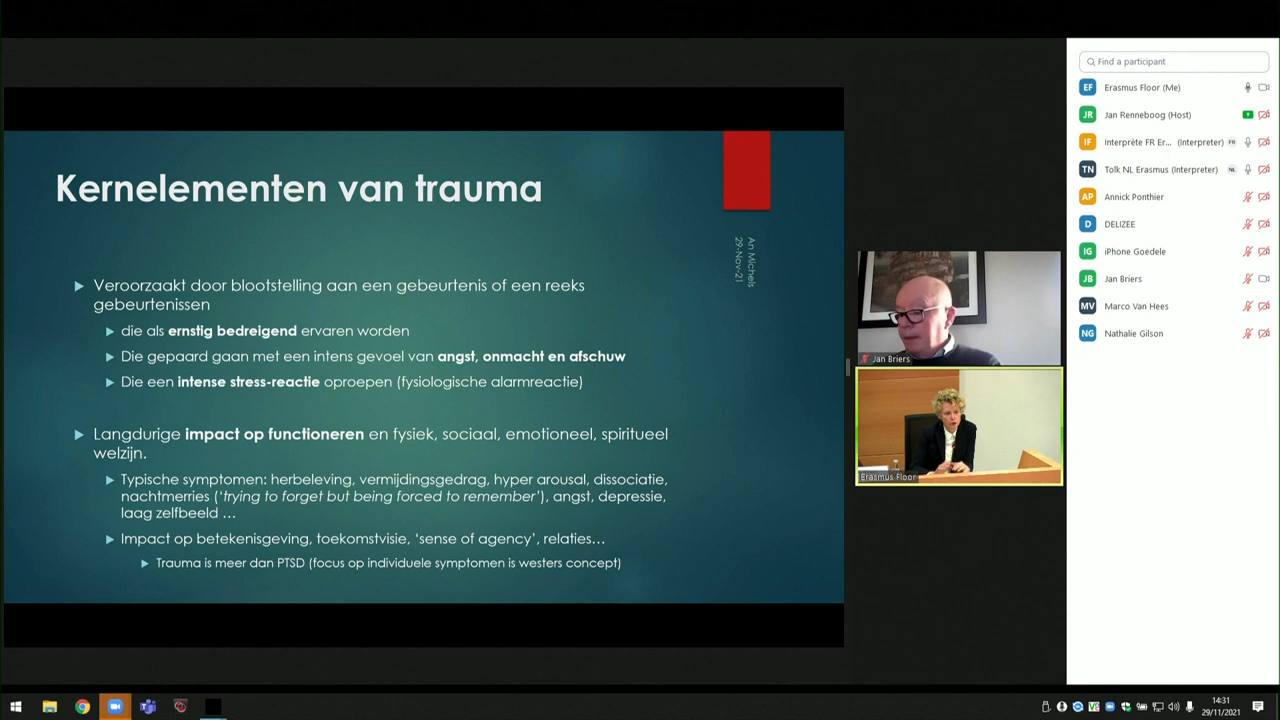 Kernelementen van trauma
An Michels
29-Nov-21
Veroorzaakt door blootstelling aan een gebeurtenis of een reeks
gebeurtenissen
die als ernstig bedreigend ervaren worden
Die gepaard gaan met een intens gevoel van angst, onmacht en afschuw
Die een intense stress-reactie oproepen (fysiologische alarmreactie)
Langdurige impact op functioneren en fysiek, sociaal, emotioneel, spiritueel
welzijn.
Typische symptomen: herbeleving, vermijdingsgedrag, hyper arousal, dissociatie,
nachtmerries (‘trying to forget but being forced to remember’), angst, depressie,
laag zelfbeeld …
Impact op betekenisgeving, toekomstvisie, ‘sense of agency’, relaties…
Trauma is meer dan PTSD (focus op individuele symptomen is westers concept)
Jan Briers
Erasmus Floor
Find a participant
EF Erasmus Floor (Me)
JR Jan Renneboog (Host)
IF Interprète FR Er... (Interpreter) FR
TN Tolk NL Erasmus (Interpreter) NL
AP Annick Ponthier
D DELIZEE
IG iPhone Goedele
JB Jan Briers
MV Marco Van Hees
NG Nathalie Gilson
14:31
29/11/2021